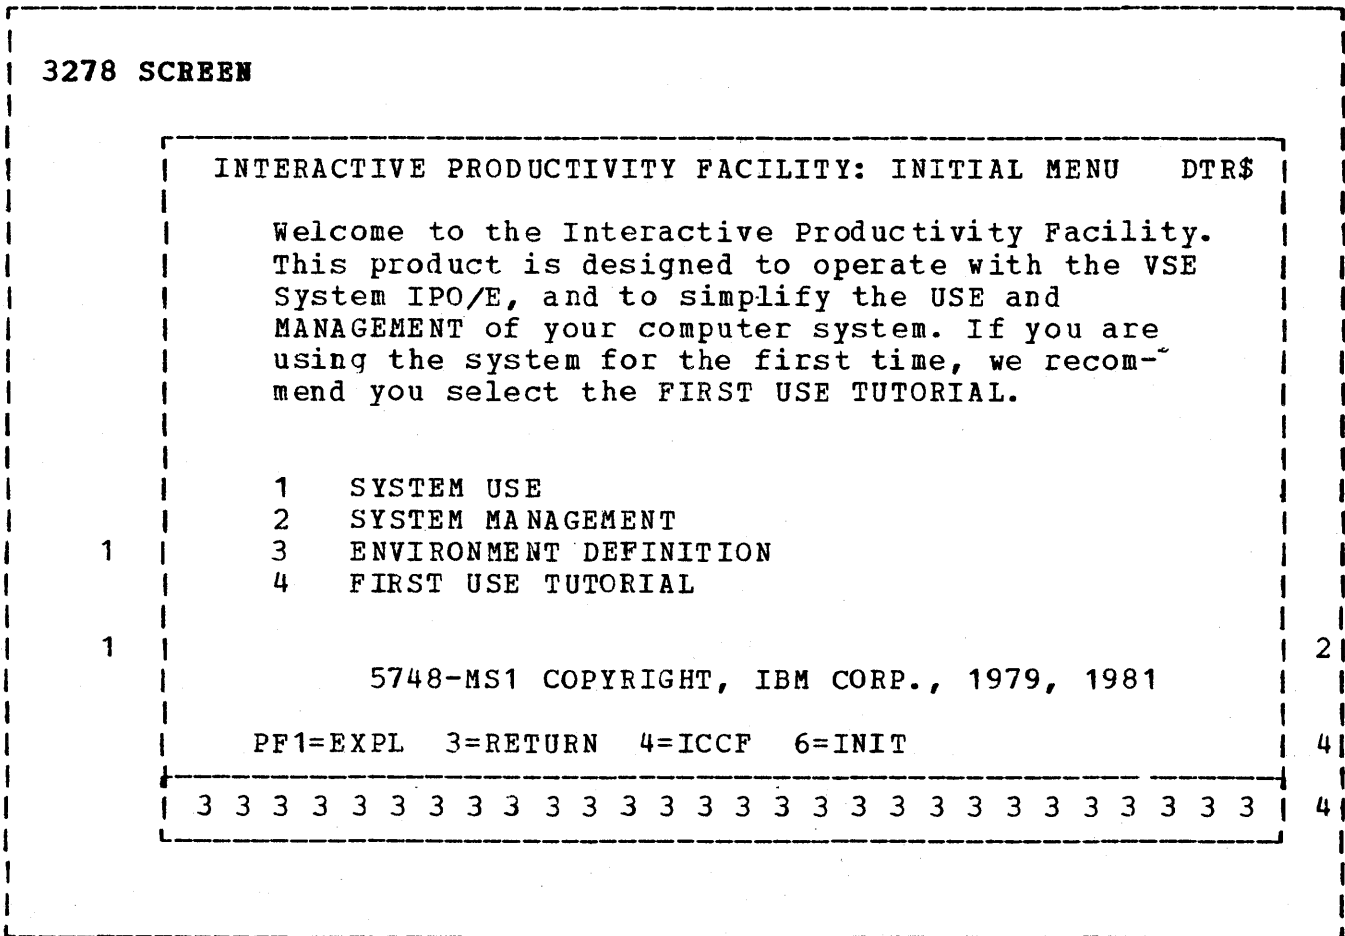 3278 SCREEN
INTERACTIVE PRODUCTIVITY FACILITY: INITIAL MENU DTR$
Welcome to the Interactive Productivity Facility.
This product is designed to operate with the VSE
System IPO/E, and to simplify the USE and
MANAGEMENT of your computer system. If you are
using the system for the first time, we recom-
mend you select the FIRST USE TUTORIAL.
1 SYSTEM USE
2 SYSTEM MANAGEMENT
1 3 ENVIRONMENT DEFINITION
4 FIRST USE TUTORIAL
1 2
5748-MS1 COPYRIGHT, IBM CORP., 1979, 1981
PF1=EXPL 3=RETURN 4=ICCF 6=INIT 4
3 3 3 3 3 3 3 3 3 3 3 3 3 3 3 3 3 3 3 3 3 3 3 3 3 3 3 3 4